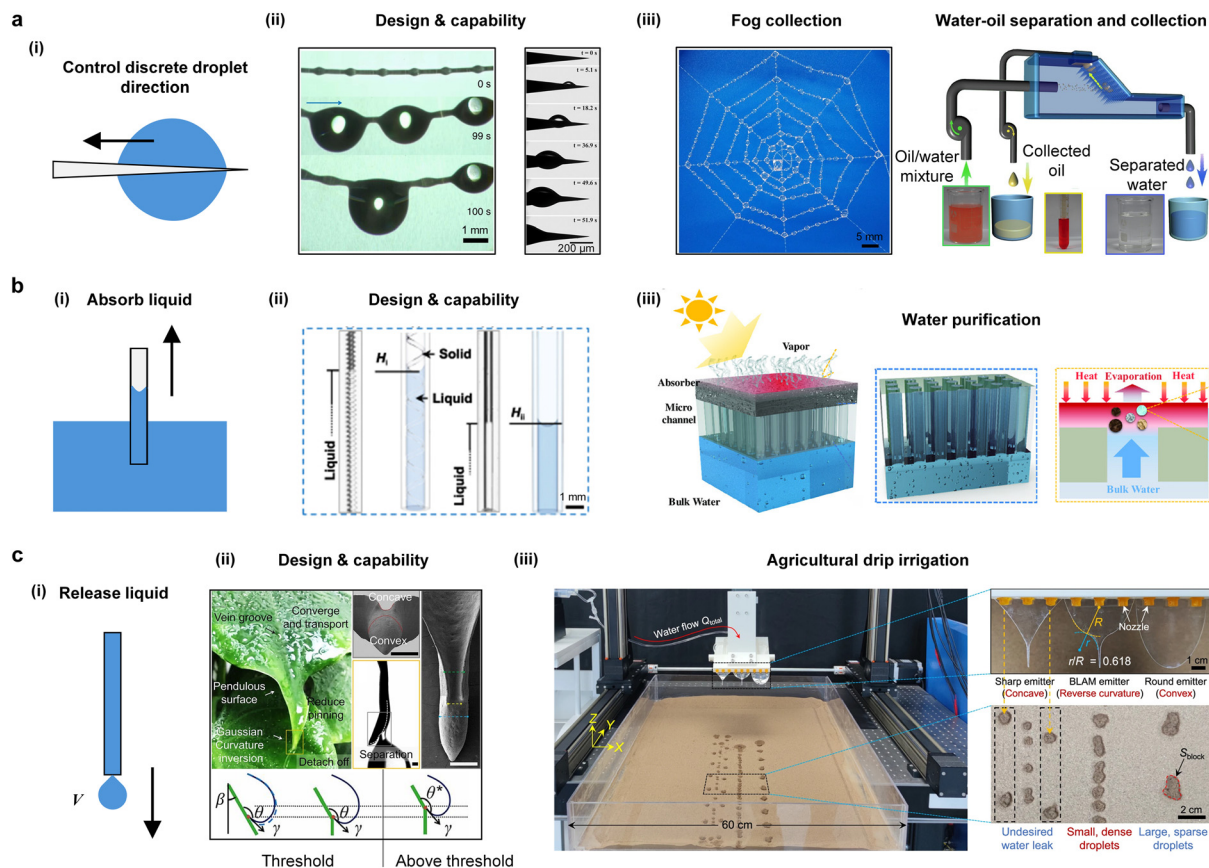 a
(i)
Control discrete droplet
direction
(ii)
Design & capability
0 s
99 s
100 s
1 mm
t = 0 s
t = 5.1 s
t = 18.2 s
t = 36.9 s
t = 49.6 s
t = 51.9 s
200 µm
(iii)
Fog collection
5 mm
Water-oil separation and collection
Oil/water
mixture
Collected
oil
Separated
water
b
(i)
Absorb liquid
(ii)
Design & capability
Liquid
Hi
Solid
Liquid
Liquid
Hii
1 mm
(iii)
Water purification
Vapor
Absorber
Micro
channel
Bulk Water
Heat
Evaporation
Heat
Bulk Water
c
(i)
Release liquid
V
(ii)
Design & capability
Vein groove
Converge
and transport
Pendulous
surface
Reduce
pinning
Gaussian
Curvature
inversion
Detach off
Concave
Convex
Separation
β
θ
γ
θ
γ
θ*
γ
Threshold
Above threshold
(iii)
Agricultural drip irrigation
Water flow Qtotal
Z
Y
X
60 cm
R
r
Nozzle
r/R = 0.618
1 cm
Sharp emitter
(Concave)
BLAM emitter
(Reverse curvature)
Round emitter
(Convex)
Sblock
2 cm
Undesired
water leak
Small, dense
droplets
Large, sparse
droplets